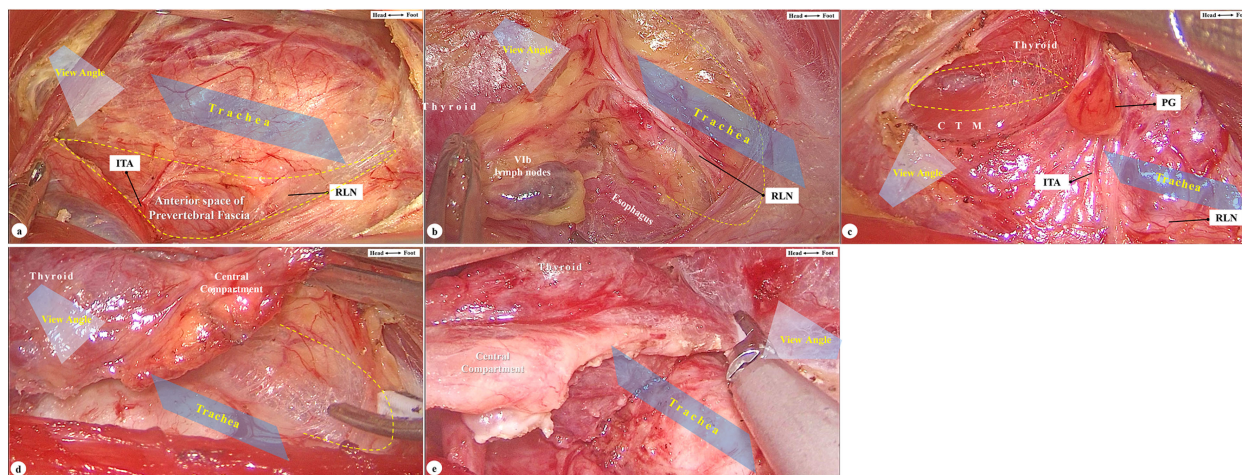 Head Foot
View Angle
Trachea
ITA
RLN
Anterior space of
Prevertebral Fascia
a
Head Foot
View Angle
Thyroid
Trachea
VIb
lymph nodes
RLN
Esophagus
b
Head Foot
Thyroid
PG
C T M
View Angle
ITA
Trachea
RLN
c
Head Foot
Thyroid
Central
Compartment
View Angle
Trachea
d
Head Foot
Thyroid
View Angle
Central
Compartment
Trachea
e